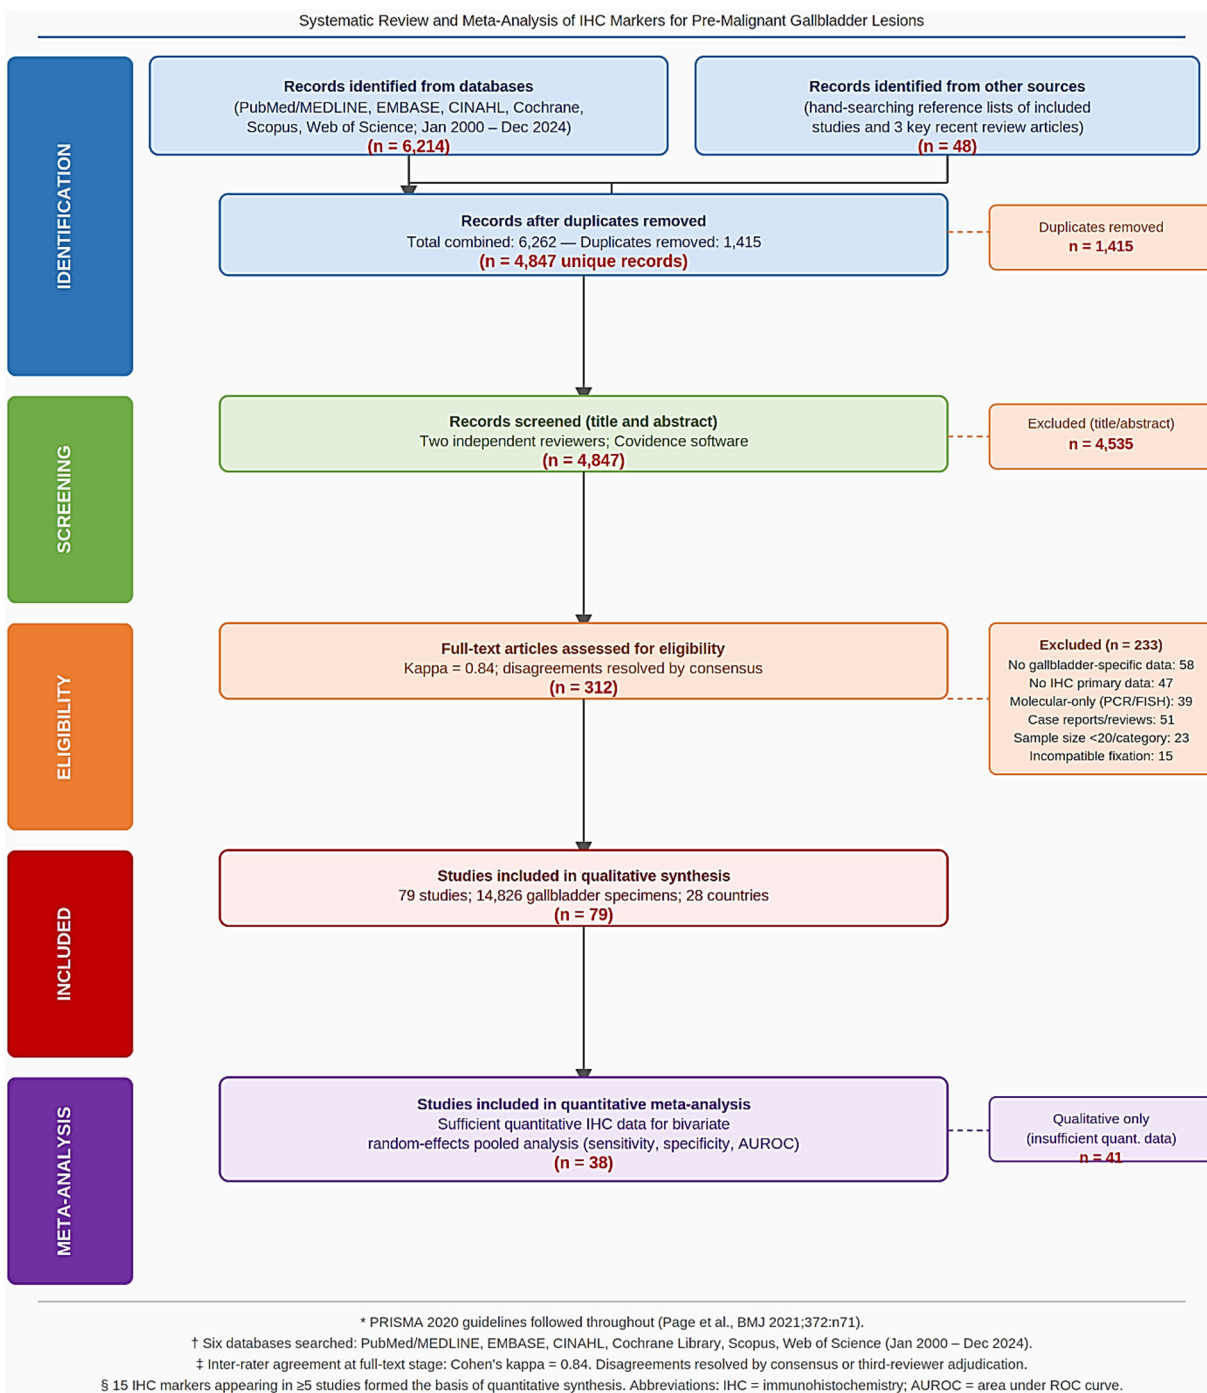 Systematic Review and Meta-Analysis of IHC Markers for Pre-Malignant Gallbladder Lesions
IDENTIFICATION
Records identified from databases
(PubMed/MEDLINE, EMBASE, CINAHL, Cochrane,
Scopus, Web of Science; Jan 2000 – Dec 2024)
(n = 6,214)
Records identified from other sources
(hand-searching reference lists of included
studies and 3 key recent review articles)
(n = 48)
Records after duplicates removed
Total combined: 6,262 — Duplicates removed: 1,415
(n = 4,847 unique records)
Duplicates removed
n = 1,415
SCREENING
Records screened (title and abstract)
Two independent reviewers; Covidence software
(n = 4,847)
Excluded (title/abstract)
n = 4,535
ELIGIBILITY
Full-text articles assessed for eligibility
Kappa = 0.84; disagreements resolved by consensus
(n = 312)
Excluded (n = 233)
No gallbladder-specific data: 58
No IHC primary data: 47
Molecular-only (PCR/FISH): 39
Case reports/reviews: 51
Sample size <20/category: 23
Incompatible fixation: 15
INCLUDED
Studies included in qualitative synthesis
79 studies; 14,826 gallbladder specimens; 28 countries
(n = 79)
META-ANALYSIS
Studies included in quantitative meta-analysis
Sufficient quantitative IHC data for bivariate
random-effects pooled analysis (sensitivity, specificity, AUROC)
(n = 38)
Qualitative only
(insufficient quant. data)
n = 41
* PRISMA 2020 guidelines followed throughout (Page et al., BMJ 2021;372:n71).
† Six databases searched: PubMed/MEDLINE, EMBASE, CINAHL, Cochrane Library, Scopus, Web of Science (Jan 2000 – Dec 2024).
‡ Inter-rater agreement at full-text stage: Cohen's kappa = 0.84. Disagreements resolved by consensus or third-reviewer adjudication.
§ 15 IHC markers appearing in ≥5 studies formed the basis of quantitative synthesis. Abbreviations: IHC = immunohistochemistry; AUROC = area under ROC curve.